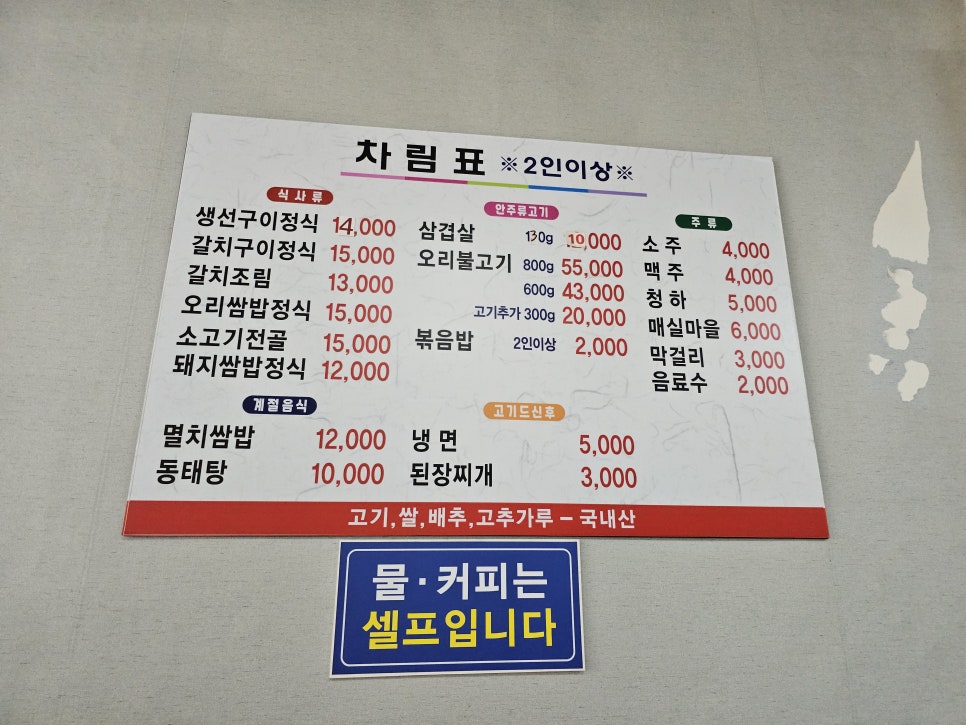 차림표 ※2인이상※
식사류
생선구이정식 14,000
갈치구이정식 15,000
갈치조림 13,000
오리쌈밥정식 15,000
소고기전골 15,000
돼지쌈밥정식 12,000
안주류고기
삼겹살 130g 10,000
오리불고기 800g 55,000
600g 43,000
고기추가 300g 20,000
볶음밥 2인이상 2,000
주류
소주 4,000
맥주 4,000
청하 5,000
매실마을 6,000
막걸리 3,000
음료수 2,000
계절음식
멸치쌈밥 12,000
동태탕 10,000
고기드신후
냉면 5,000
된장찌개 3,000
고기,쌀,배추,고추가루 – 국내산
물·커피는
셀프입니다